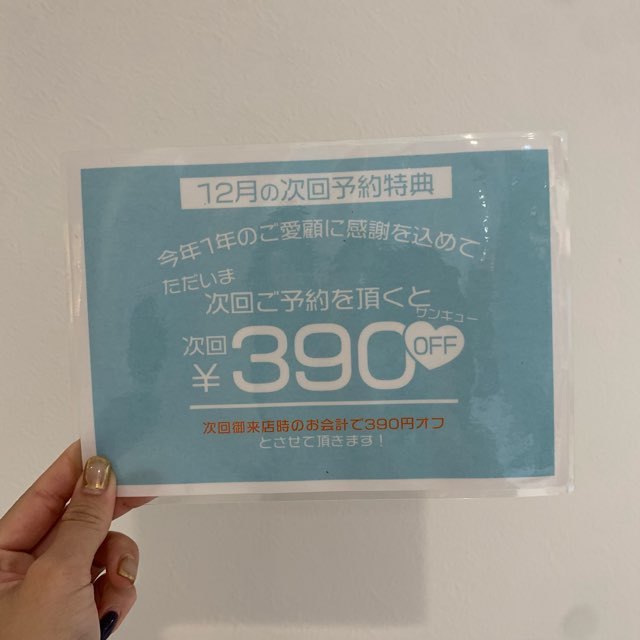 12月の次回予約特典
今年1年のご愛顧に感謝を込めて
ただいま
次回ご予約を頂くと
サンキュー
次回
¥390 OFF
次回御来店時のお会計で390円オフ
とさせて頂きます!